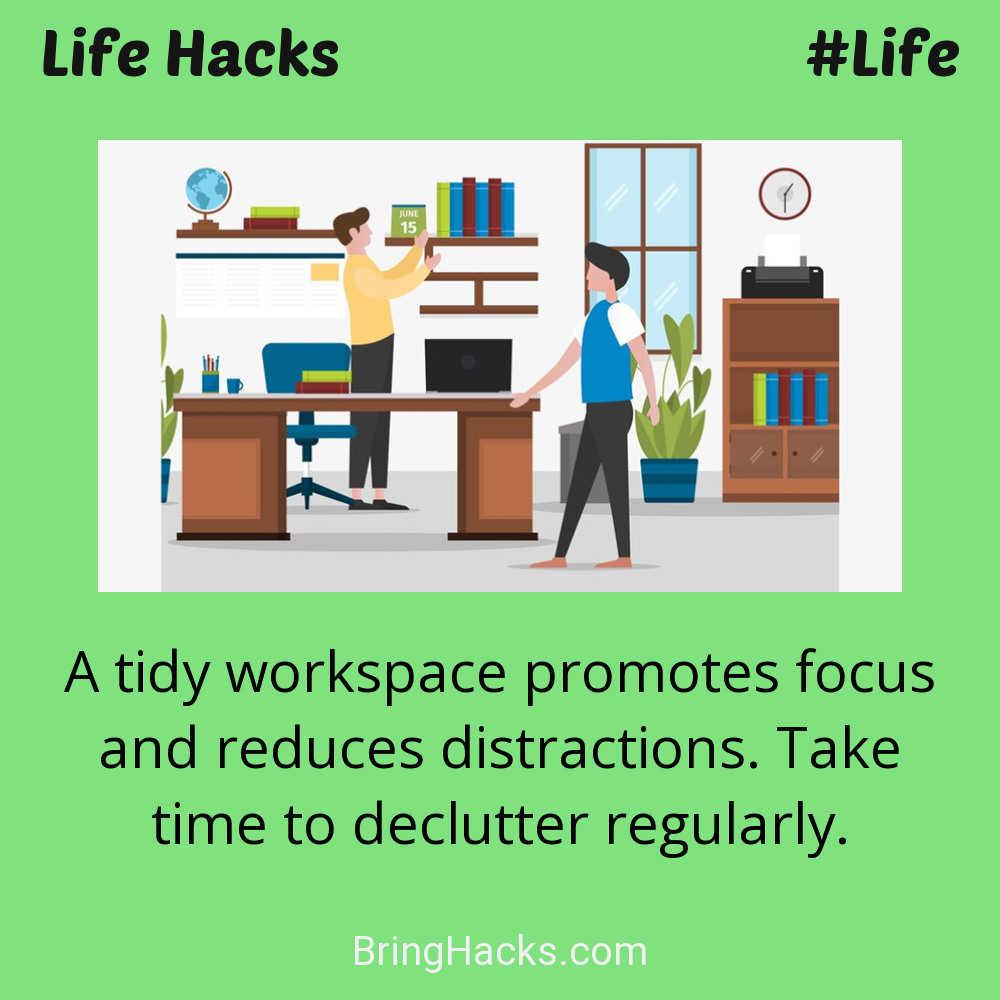 Life Hacks
#Life
JUNE
15
A tidy workspace promotes focus
and reduces distractions. Take
time to declutter regularly.
BringHacks.com